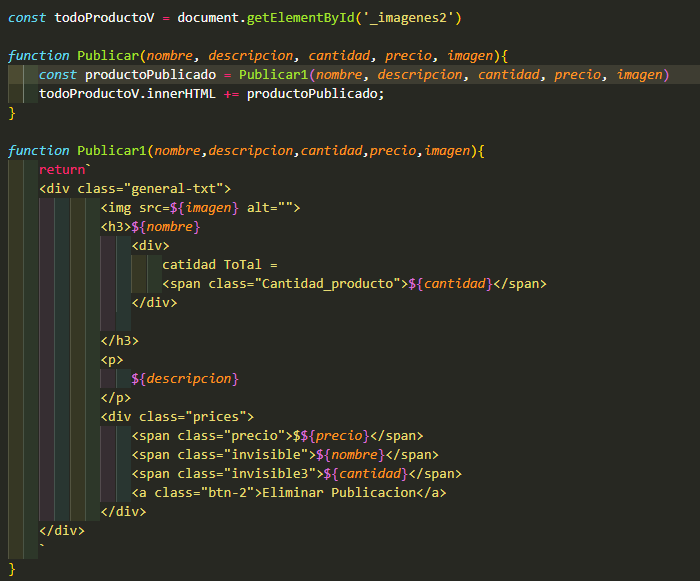 const todoProductoV = document.getElementById('_imagenes2')
function Publicar(nombre, descripcion, cantidad, precio, imagen){
const productoPublicado = Publicar1(nombre, descripcion, cantidad, precio, imagen)
todoProductoV.innerHTML += productoPublicado;
}
function Publicar1(nombre,descripcion,cantidad,precio,imagen){
return`
<div class="general-txt">
<img src=${imagen} alt="">
<h3>${nombre}
<div>
catidad ToTal =
<span class="Cantidad_producto">${cantidad}</span>
</div>
</h3>
<p>
${descripcion}
</p>
<div class="prices">
<span class="precio">$${precio}</span>
<span class="invisible">${nombre}</span>
<span class="invisible3">${cantidad}</span>
<a class="btn-2">Eliminar Publicacion</a>
</div>
</div>
`
}